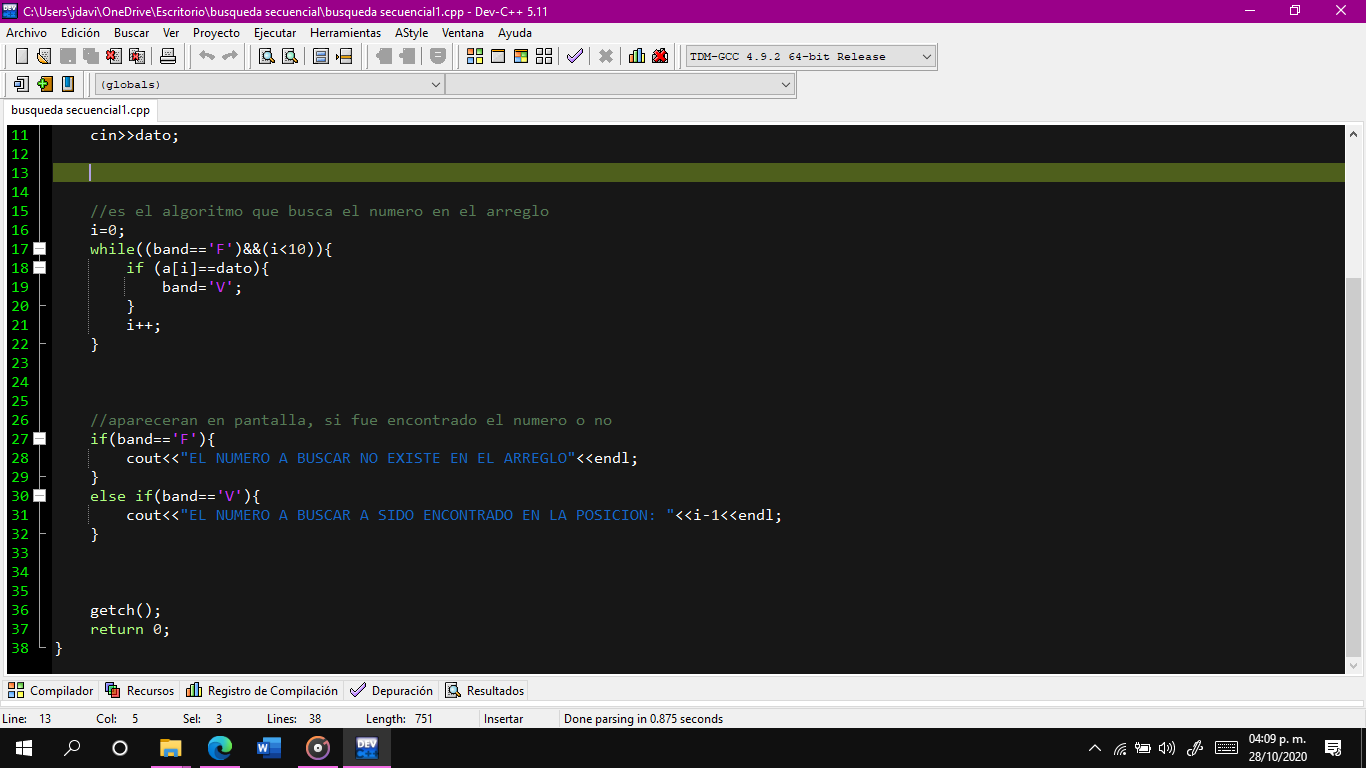 C:\Users\jdavi\OneDrive\Escritorio\busqueda secuencial\busqueda secuencial1.cpp - Dev-C++ 5.11
Archivo Edición Buscar Ver Proyecto Ejecutar Herramientas AStyle Ventana Ayuda
TDM-GCC 4.9.2 64-bit Release
(globals)
busqueda secuencial1.cpp
11 cin>>dato;
12
13
14
15 //es el algoritmo que busca el numero en el arreglo
16 i=0;
17 while((band=='F')&&(i<10)){
18 if (a[i]==dato){
19 band='V';
20 }
21 i++;
22 }
23
24
25
26 //apareceran en pantalla, si fue encontrado el numero o no
27 if(band=='F'){
28 cout<<"EL NUMERO A BUSCAR NO EXISTE EN EL ARREGLO"<<endl;
29 }
30 else if(band=='V'){
31 cout<<"EL NUMERO A BUSCAR A SIDO ENCONTRADO EN LA POSICION: "<<i-1<<endl;
32 }
33
34
35
36 getch();
37 return 0;
38 }
Compilador Recursos Registro de Compilación Depuración Resultados
Line: 13 Col: 5 Sel: 3 Lines: 38 Length: 751 Insertar Done parsing in 0.875 seconds
DEV
04:09 p. m.
28/10/2020